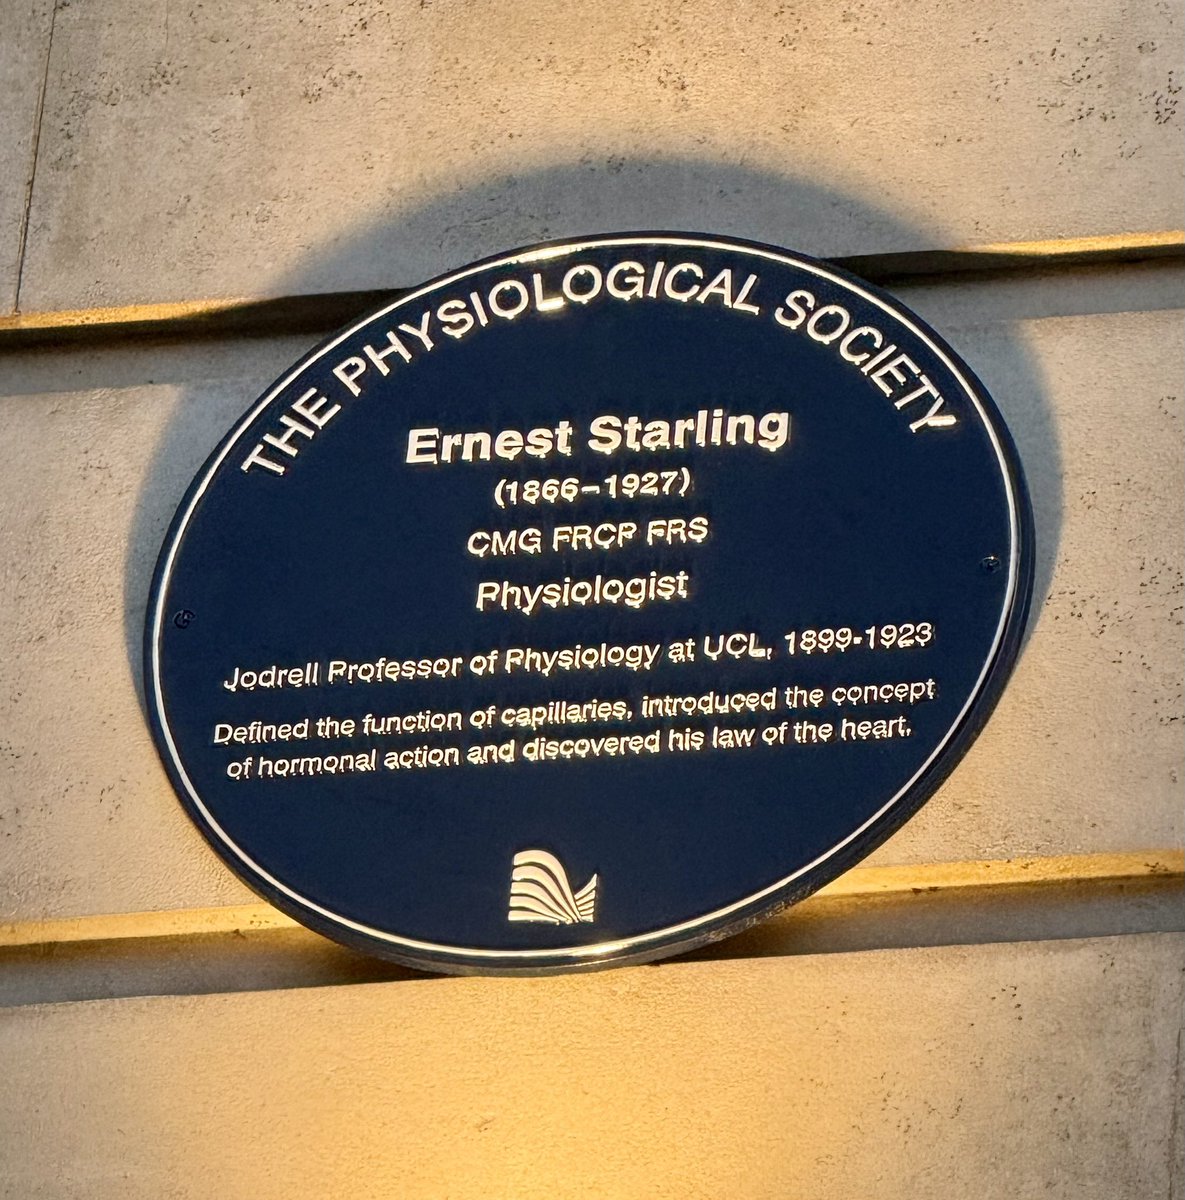 THE PHYSIOLOGICAL SOCIETY
Ernest Starling
(1866–1927)
CMG FRCP FRS
Physiologist
Jodrell Professor of Physiology at UCL, 1899-1923
Defined the function of capillaries, introduced the concept
of hormonal action and discovered his law of the heart.